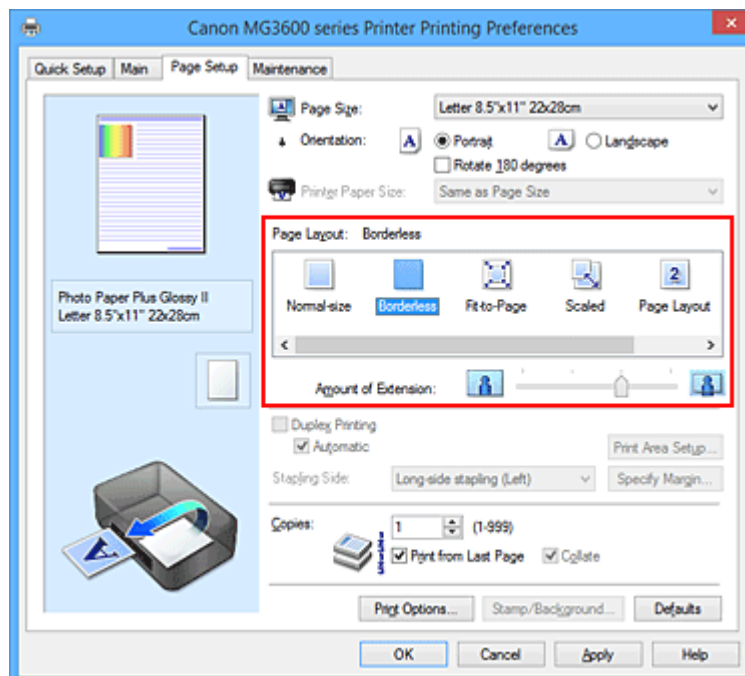 Canon MG3600 series Printer Printing Preferences
Quick Setup Main Page Setup Maintenance
Page Size: Letter 8.5"x11" 22x28cm
Orientation: A Portrait A Landscape
Rotate 180 degrees
Printer Paper Size: Same as Page Size
Page Layout: Borderless
2
Normal-size Borderless Fit-to-Page Scaled Page Layout
Photo Paper Plus Glossy II
Letter 8.5"x11" 22x28cm
Amount of Extension:
Duplex Printing
Automatic Print Area Setup...
Stapling Side: Long-side stapling (Left) Specify Margin...
Copies: 1 (1-999)
Print from Last Page Collate
A
Print Options... Stamp/Background... Defaults
OK Cancel Apply Help